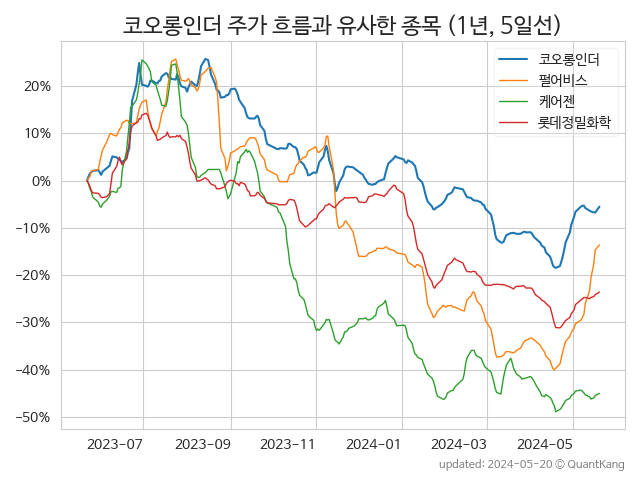 코오롱인더 주가 흐름과 유사한 종목 (1년, 5일선)
코오롱인더
펄어비스
케어젠
롯데정밀화학
20%
10%
0%
−10%
−20%
−30%
−40%
−50%
2023-07
2023-09
2023-11
2024-01
2024-03
2024-05
updated: 2024-05-20 © QuantKang